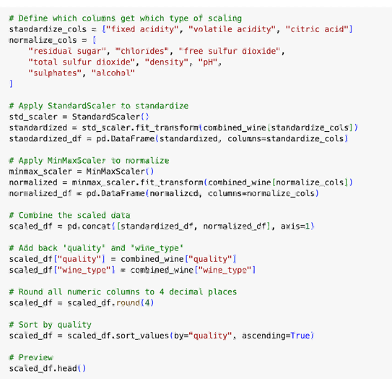 # Define which columns get which type of scaling
standardize_cols = ["fixed acidity", "volatile acidity", "citric acid"]
normalize_cols = [
    "residual sugar", "chlorides", "free sulfur dioxide",
    "total sulfur dioxide", "density", "pH",
    "sulphates", "alcohol"
]
# Apply StandardScaler to standardize
std_scaler = StandardScaler()
standardized = std_scaler.fit_transform(combined_wine[standardize_cols])
standardized_df = pd.DataFrame(standardized, columns=standardize_cols)
# Apply MinMaxScaler to normalize
minmax_scaler = MinMaxScaler()
normalized = minmax_scaler.fit_transform(combined_wine[normalize_cols])
normalized_df = pd.DataFrame(normalized, columns=normalize_cols)
# Combine the scaled data
scaled_df = pd.concat([standardized_df, normalized_df], axis=1)
# Add back 'quality' and 'wine_type'
scaled_df["quality"] = combined_wine["quality"]
scaled_df["wine_type"] = combined_wine["wine_type"]
# Round all numeric columns to 4 decimal places
scaled_df = scaled_df.round(4)
# Sort by quality
scaled_df = scaled_df.sort_values(by="quality", ascending=True)
# Preview
scaled_df.head()